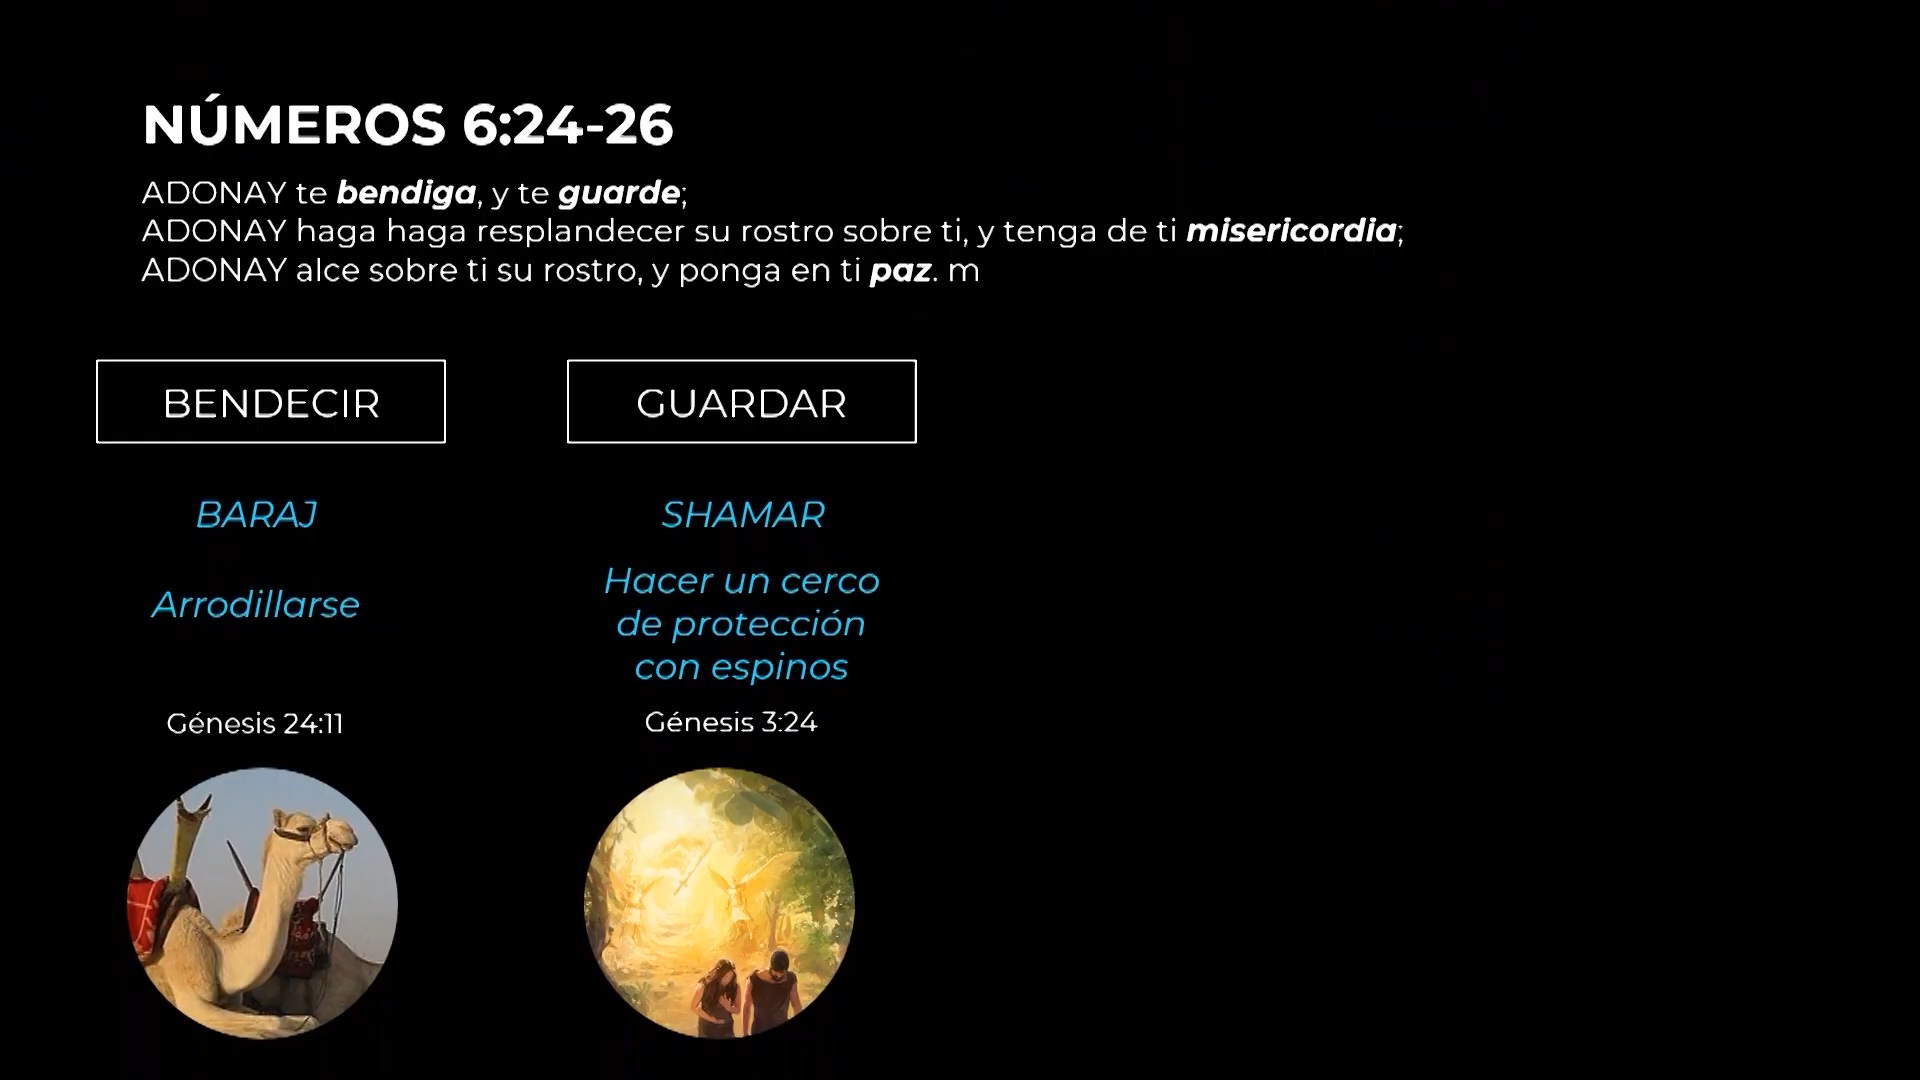 NÚMEROS 6:24-26
ADONAY te bendiga, y te guarde;
ADONAY haga haga resplandecer su rostro sobre ti, y tenga de ti misericordia;
ADONAY alce sobre ti su rostro, y ponga en ti paz. m
BENDECIR
BARAJ
Arrodillarse
Génesis 24:11
GUARDAR
SHAMAR
Hacer un cerco
de protección
con espinos
Génesis 3:24